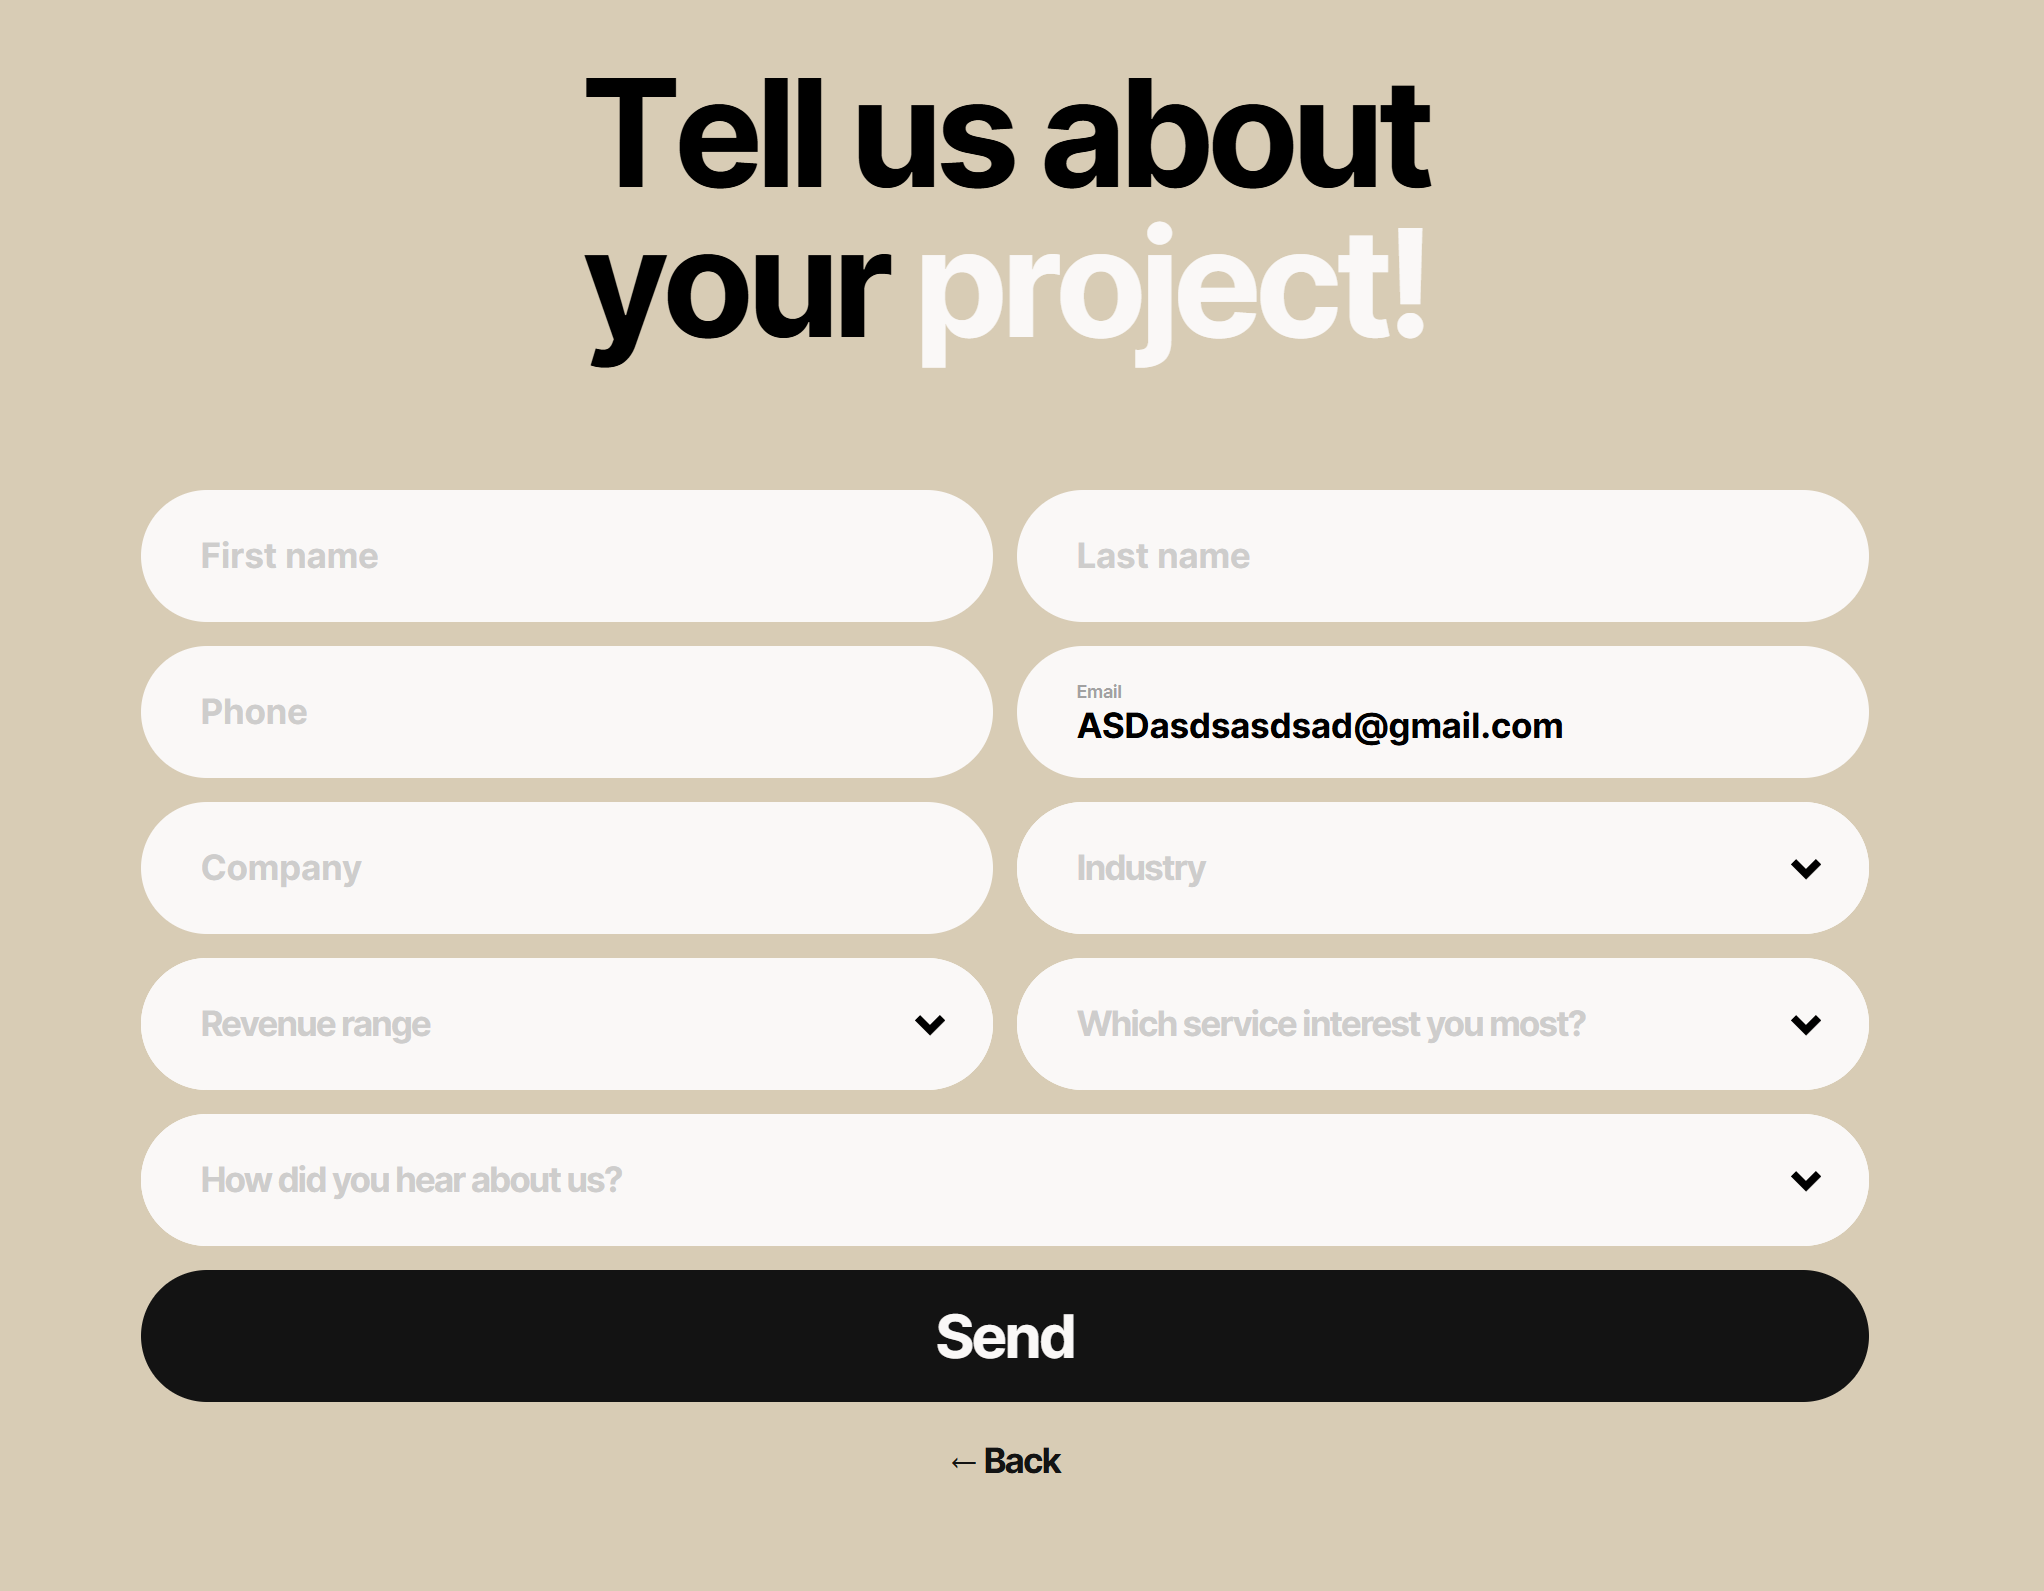 Tell us about
your project!
First name
Last name
Phone
Email
ASDasdsasdsad@gmail.com
Company
Industry
Revenue range
Which service interest you most?
How did you hear about us?
Send
← Back